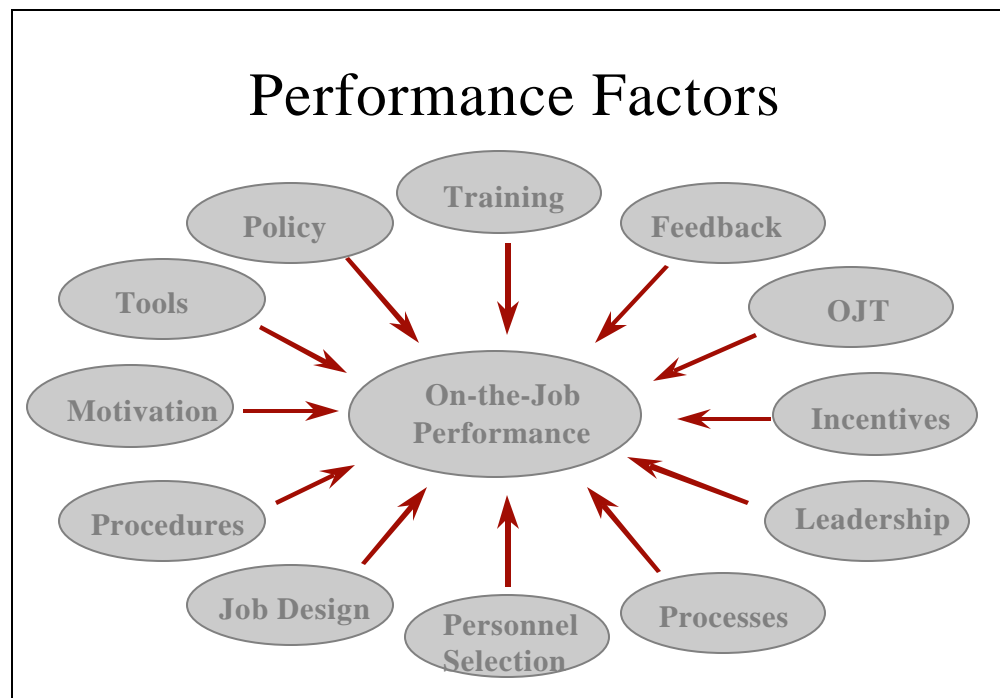 Performance Factors
Training
Policy
Feedback
Tools
OJT
On-the-Job
Performance
Motivation
Incentives
Procedures
Leadership
Job Design
Personnel
Selection
Processes